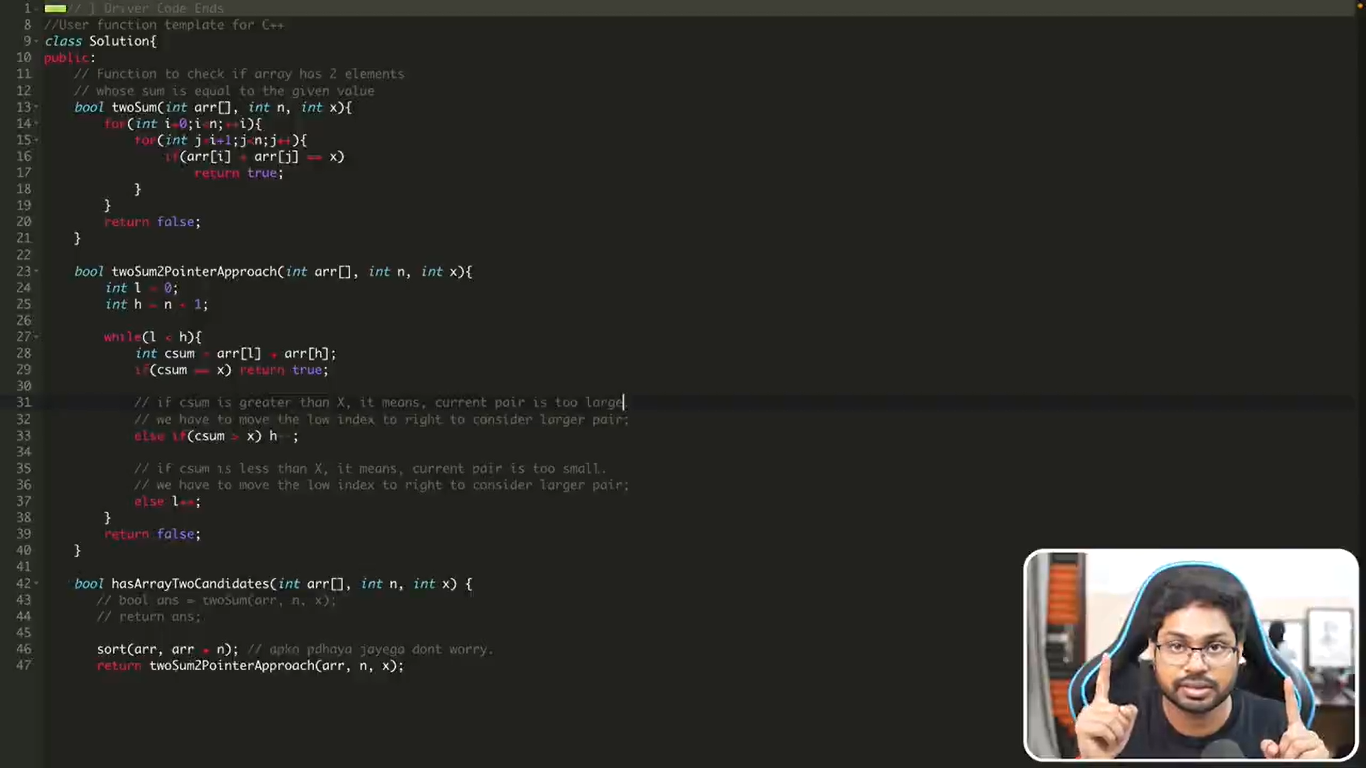 1 // } Driver Code Ends
8 //User function template for C++
9 class Solution{
10 public:
11 // Function to check if array has 2 elements
12 // whose sum is equal to the given value
13 bool twoSum(int arr[], int n, int x){
14 for(int i=0;i<n;++i){
15 for(int j=i+1;j<n;j++){
16 if(arr[i] + arr[j] == x)
17 return true;
18 }
19 }
20 return false;
21 }
22
23 bool twoSum2PointerApproach(int arr[], int n, int x){
24 int l = 0;
25 int h = n - 1;
26
27 while(l < h){
28 int csum = arr[l] + arr[h];
29 if(csum == x) return true;
30
31 // if csum is greater than X, it means, current pair is too large
32 // we have to move the low index to right to consider larger pair;
33 else if(csum > x) h--;
34
35 // if csum is less than X, it means, current pair is too small.
36 // we have to move the low index to right to consider larger pair;
37 else l++;
38 }
39 return false;
40 }
41
42 bool hasArrayTwoCandidates(int arr[], int n, int x) {
43 // bool ans = twoSum(arr, n, x);
44 // return ans;
45
46 sort(arr, arr + n); // apko pdhaya jayega dont worry.
47 return twoSum2PointerApproach(arr, n, x);